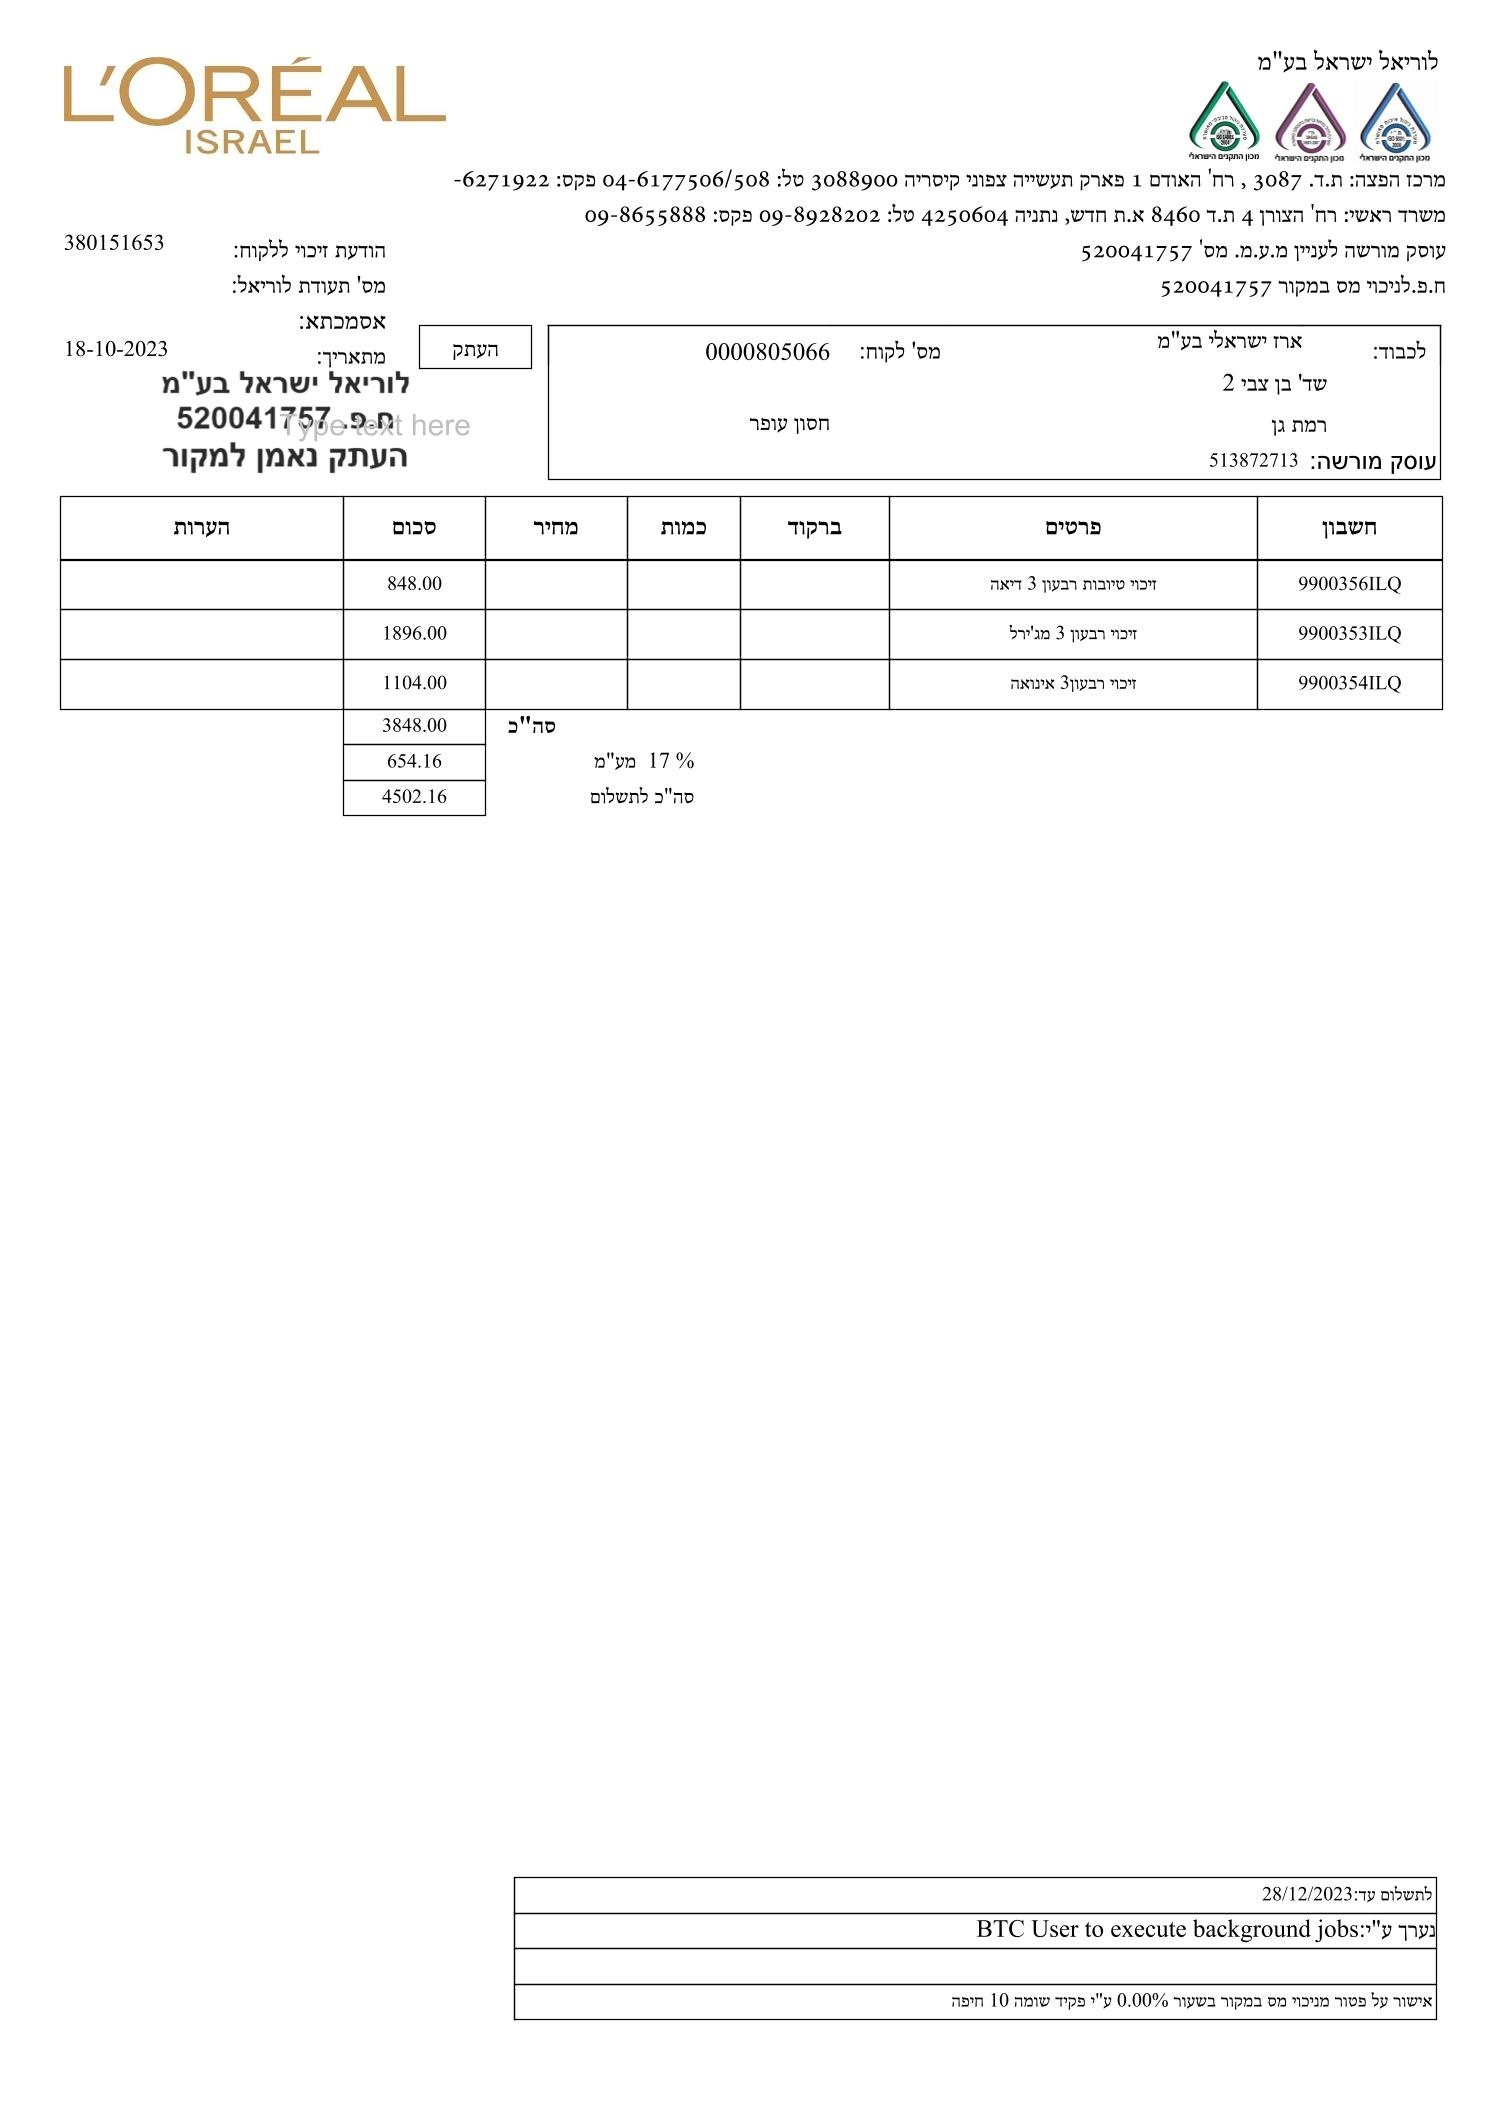 לוריאל ישראל בע"מ
L'ORÉAL
ISRAEL
מכון התקנים הישראלי
מכון התקנים הישראלי
מכון התקנים הישראלי
מרכז הפצה: ת.ד. 3087 , רח' האודם 1 פארק תעשייה צפוני קיסריה 3088900 טל: 04-6177506/508 פקס: 6271922-
משרד ראשי: רח' הצורן 4 ת.ד 8460 א.ת חדש, נתניה 4250604 טל: 09-8928202 פקס: 09-8655888
עוסק מורשה לעניין מ.ע.מ. מס' 520041757
ח.פ.לניכוי מס במקור 520041757
הודעת זיכוי ללקוח: 380151653
מס' תעודת לוריאל:
אסמכתא:
מתאריך: 18-10-2023
העתק
לוריאל ישראל בע"מ
ח.פ. 520041757
Type text here
העתק נאמן למקור
לכבוד: ארז ישראלי בע"מ מס' לקוח: 0000805066
שד' בן צבי 2
רמת גן חסון עופר
עוסק מורשה: 513872713
חשבון פרטים ברקוד כמות מחיר סכום הערות
9900356ILQ זיכוי טיובות רבעון 3 דיאה 848.00
9900353ILQ זיכוי רבעון 3 מג'ירל 1896.00
9900354ILQ זיכוי רבעון3 אינואה 1104.00
סה"כ 3848.00
% 17 מע"מ 654.16
סה"כ לתשלום 4502.16
לתשלום עד:28/12/2023
נערך ע"י:BTC User to execute background jobs
אישור על פטור מניכוי מס במקור בשעור 0.00% ע"י פקיד שומה 10 חיפה